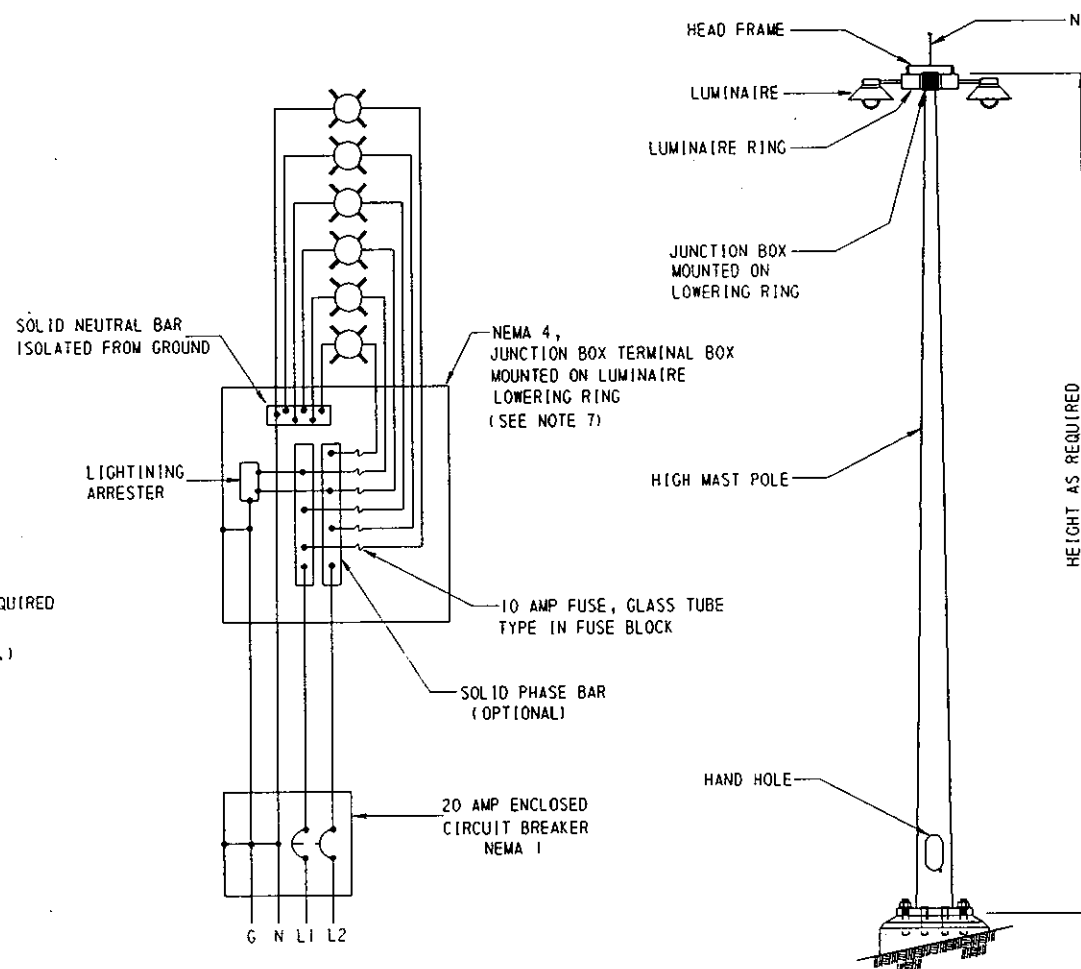 HEAD FRAME
N
LUMINAIRE
LUMINAIRE RING
JUNCTION BOX
MOUNTED ON
LOWERING RING
SOLID NEUTRAL BAR
ISOLATED FROM GROUND
NEMA 4,
JUNCTION BOX TERMINAL BOX
MOUNTED ON LUMINAIRE
LOWERING RING
(SEE NOTE 7)
LIGHTINING
ARRESTER
HIGH MAST POLE
HEIGHT AS REQUIRED
QUIRED
.)
10 AMP FUSE, GLASS TUBE
TYPE IN FUSE BLOCK
SOLID PHASE BAR
(OPTIONAL)
HAND HOLE
20 AMP ENCLOSED
CIRCUIT BREAKER
NEMA 1
G N L1 L2